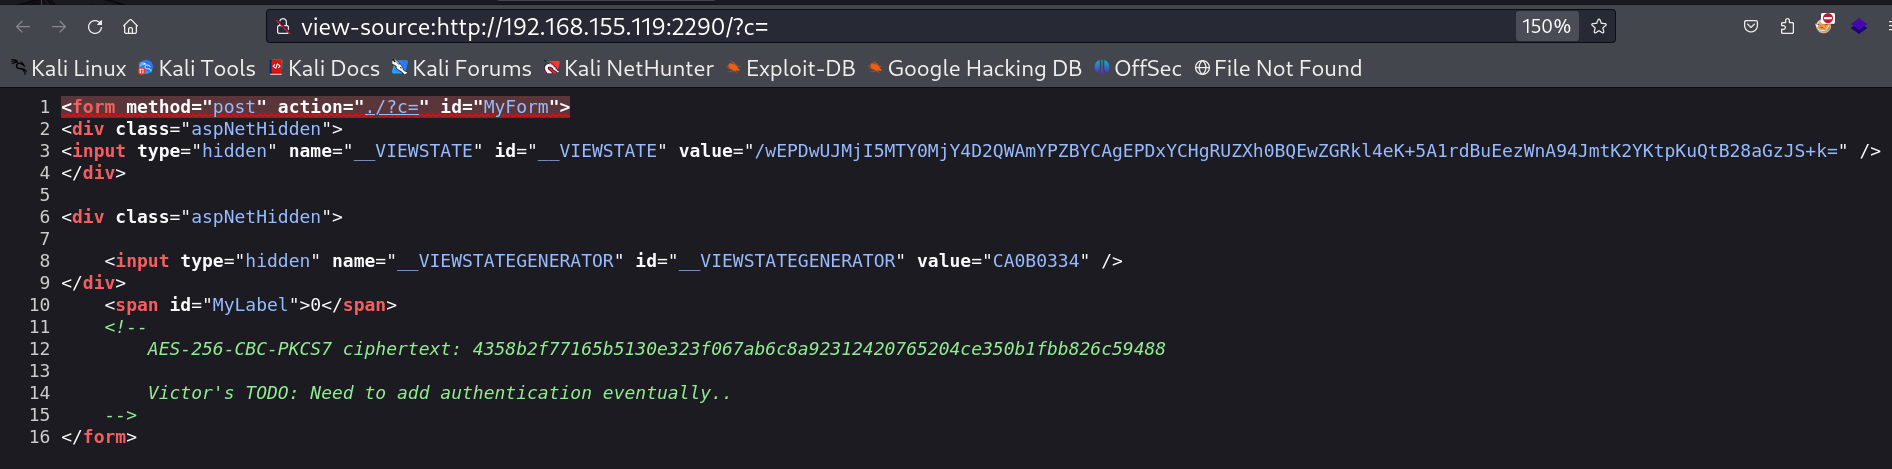 view-source:http://192.168.155.119:2290/?c= 150%
Kali Linux Kali Tools Kali Docs Kali Forums Kali NetHunter Exploit-DB Google Hacking DB OffSec File Not Found
1 <form method="post" action="./?c=" id="MyForm">
2 <div class="aspNetHidden">
3 <input type="hidden" name="__VIEWSTATE" id="__VIEWSTATE" value="/wEPDwUJMjI5MTY0MjY4D2QWAmYPZBYCAgEPDxYCHgRUZXh0BQEwZGRkl4eK+5A1rdBuEezWnA94JmtK2YKtpKuQtB28aGzJS+k=" />
4 </div>
5
6 <div class="aspNetHidden">
7
8 <input type="hidden" name="__VIEWSTATEGENERATOR" id="__VIEWSTATEGENERATOR" value="CA0B0334" />
9 </div>
10 <span id="MyLabel">0</span>
11 <!--
12 AES-256-CBC-PKCS7 ciphertext: 4358b2f77165b5130e323f067ab6c8a92312420765204ce350b1fbb826c59488
13
14 Victor's TODO: Need to add authentication eventually..
15 -->
16 </form>